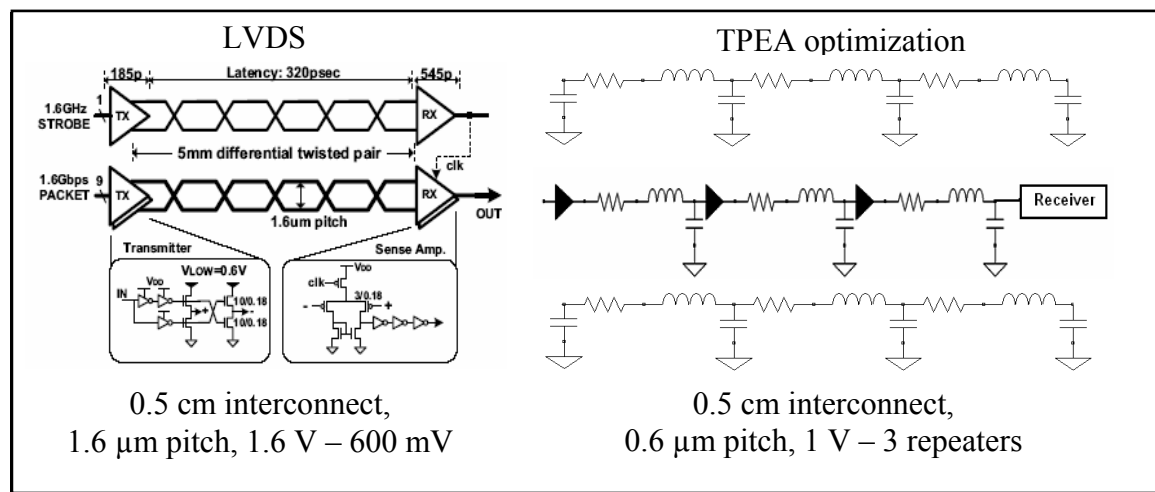 LVDS
TPEA optimization
185p
Latency: 320psec
545p
1.6GHz
STROBE
1
TX
RX
5mm differential twisted pair
clk
1.6Gbps
PACKET
9
TX
RX
OUT
1.6um pitch
Receiver
Transmitter
Sense Amp.
VDD
VLOW=0.6V
IN
+
-
10/0.18
10/0.18
VDD
clk
3/0.18
-
+
0.5 cm interconnect,
1.6 µm pitch, 1.6 V – 600 mV
0.5 cm interconnect,
0.6 µm pitch, 1 V – 3 repeaters